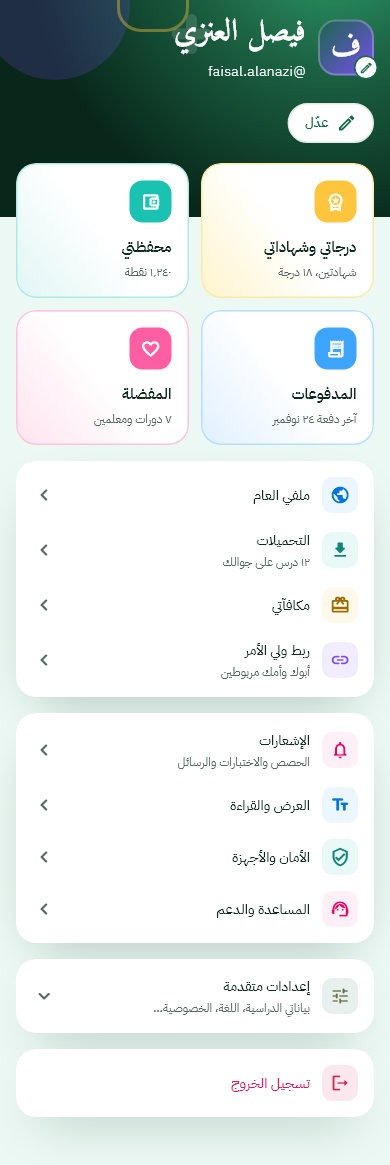 فيصل العنزي
ف
@faisal.alanazi
عدّل
درجاتي وشهاداتي
شهادتين، ١٨ درجة
محفظتي
١,٢٤٠ نقطة
المدفوعات
آخر دفعة ٢٤ نوفمبر
المفضلة
٧ دورات ومعلمين
ملفي العام
التحميلات
١٢ درس على جوالك
مكافآتي
ربط ولي الأمر
أبوك وأمك مربوطين
الإشعارات
الحصص والاختبارات والرسائل
العرض والقراءة
الأمان والأجهزة
المساعدة والدعم
إعدادات متقدمة
بياناتي الدراسية، اللغة، الخصوصية...
تسجيل الخروج